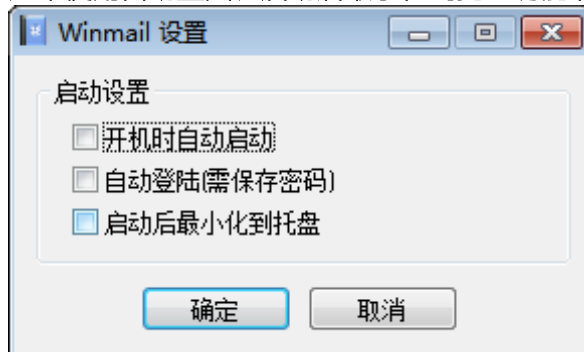 Winmail 设置
启动设置
开机时自动启动
自动登陆(需保存密码)
启动后最小化到托盘
确定
取消